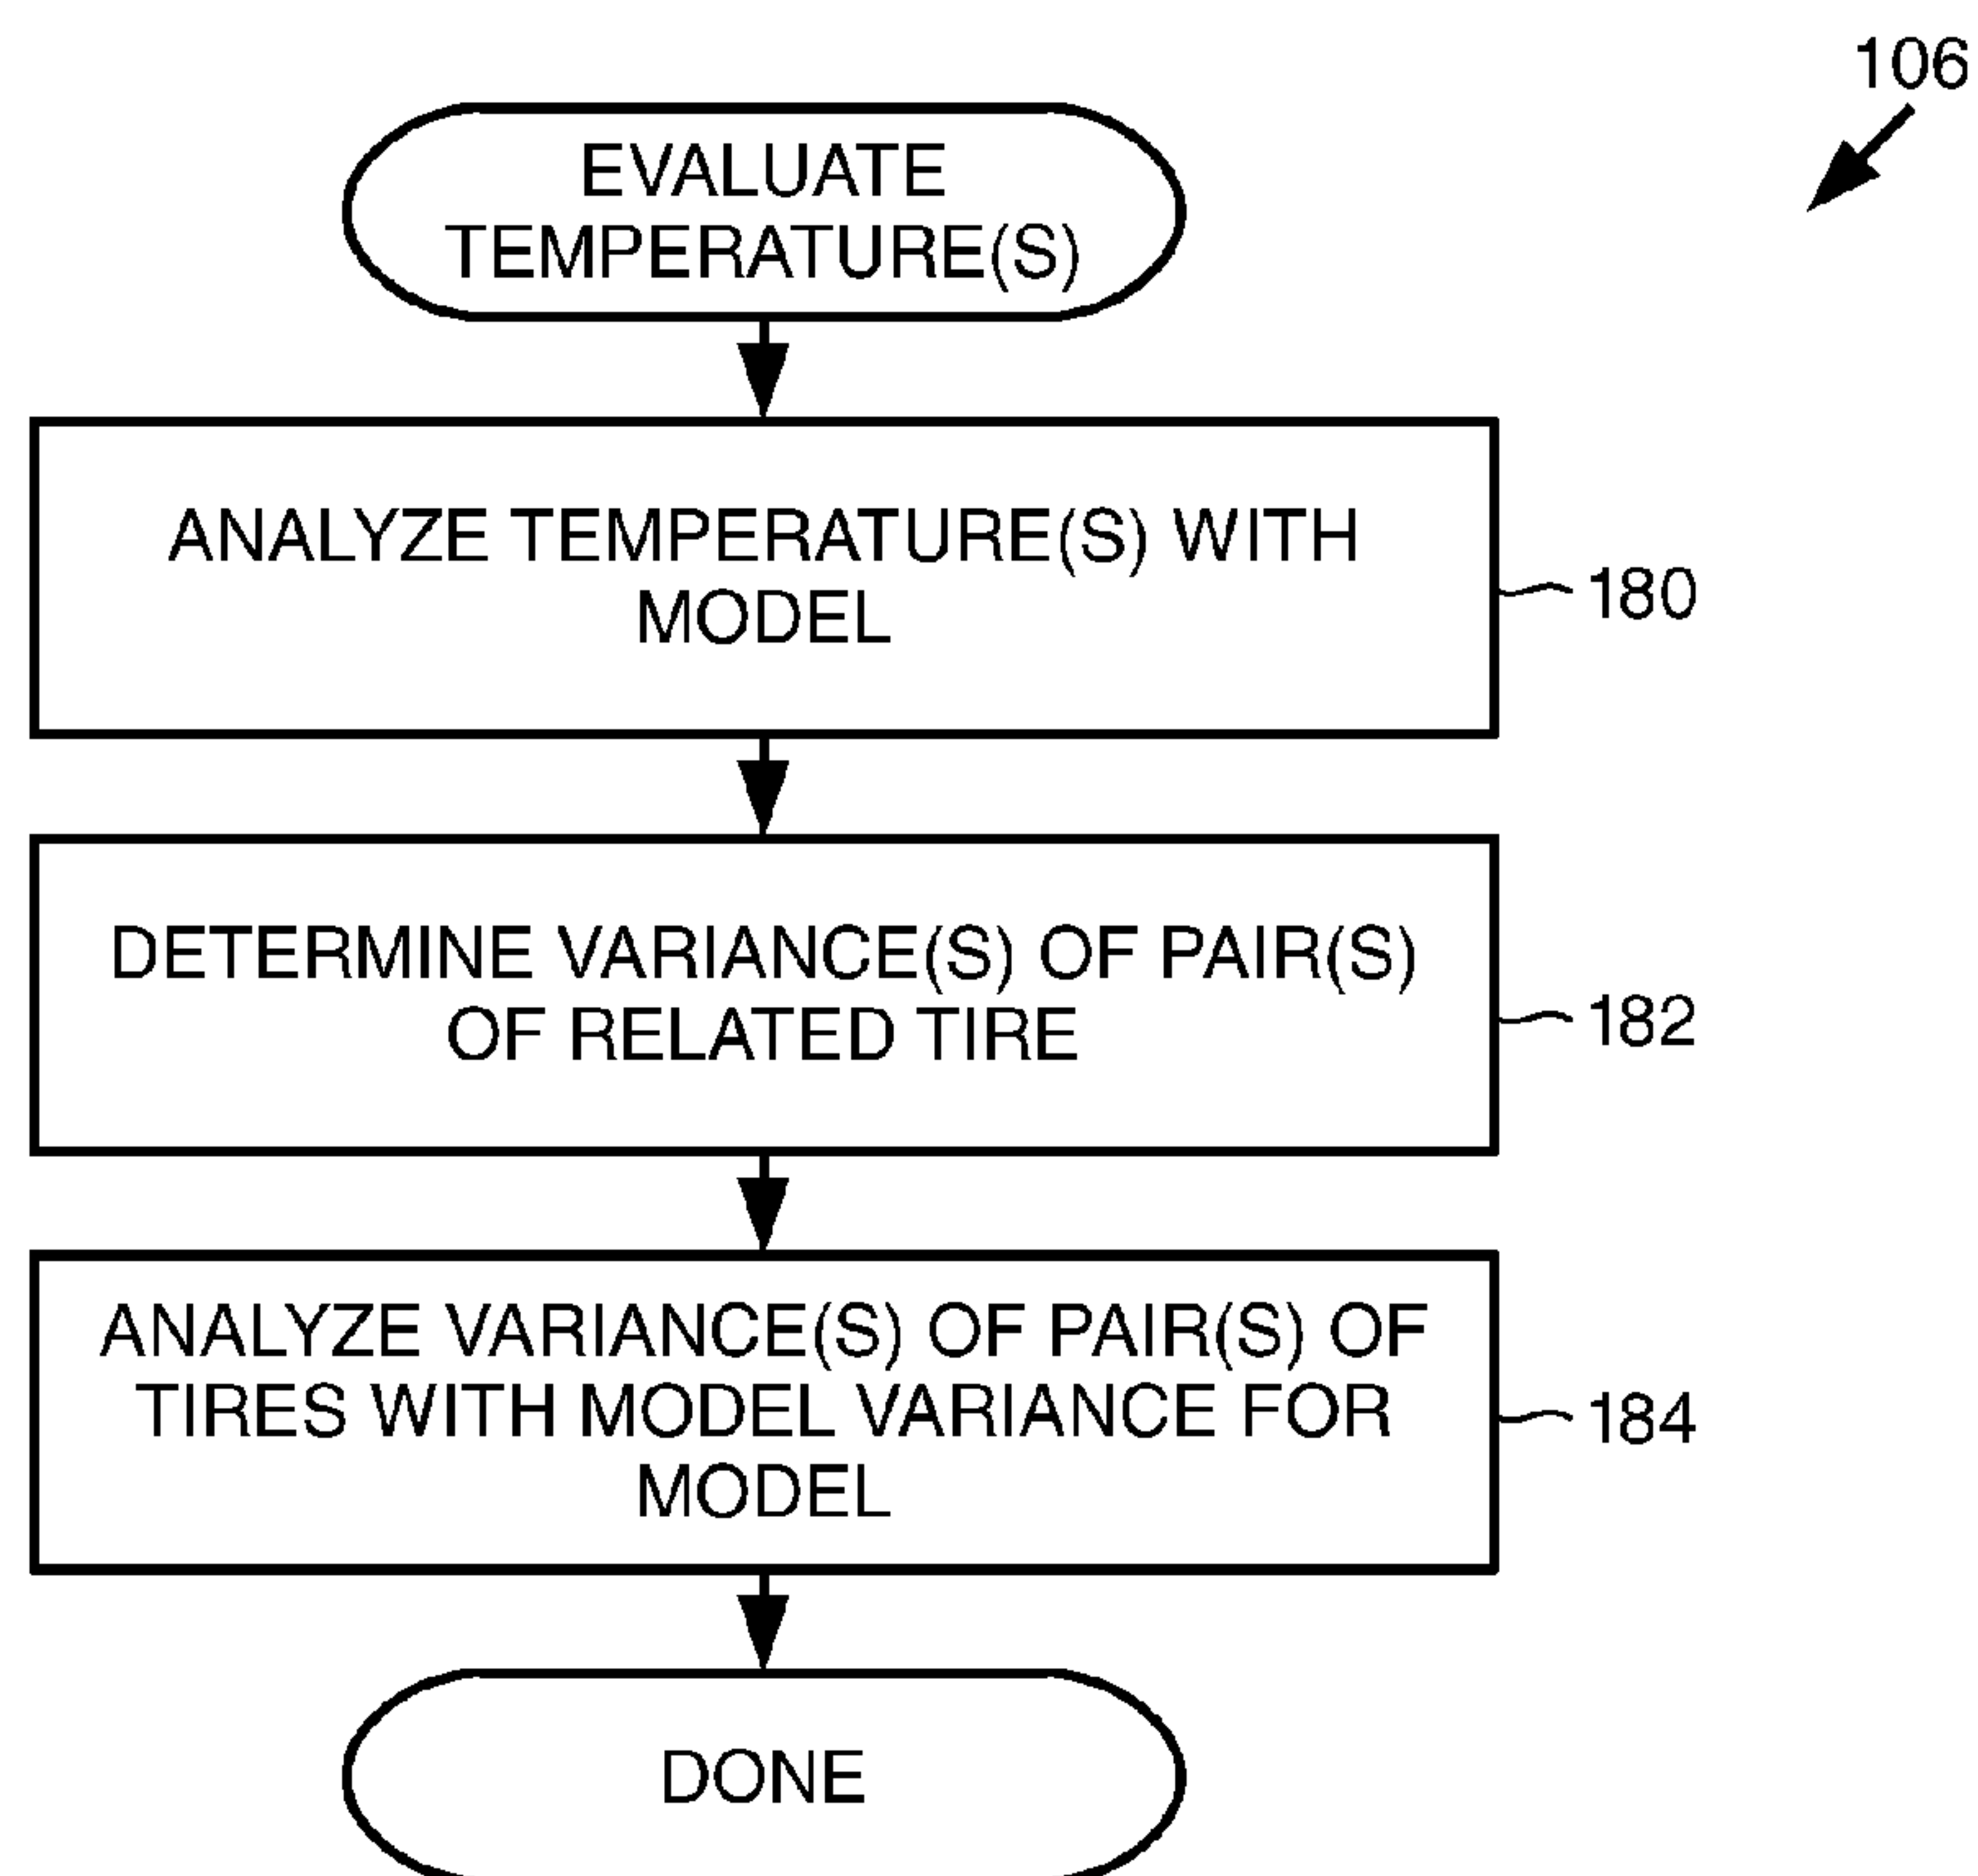 106
EVALUATE
TEMPERATURE(S)
ANALYZE TEMPERATURE(S) WITH
MODEL
180
DETERMINE VARIANCE(S) OF PAIR(S)
OF RELATED TIRE
182
ANALYZE VARIANCE(S) OF PAIR(S) OF
TIRES WITH MODEL VARIANCE FOR
MODEL
184
DONE